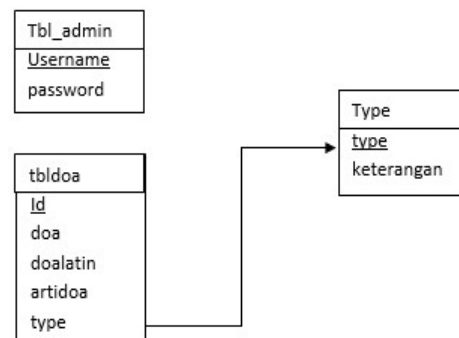 Tbl_admin
Username
password
tbldoa
Id
doa
doalatin
artidoa
type
Type
type
keterangan